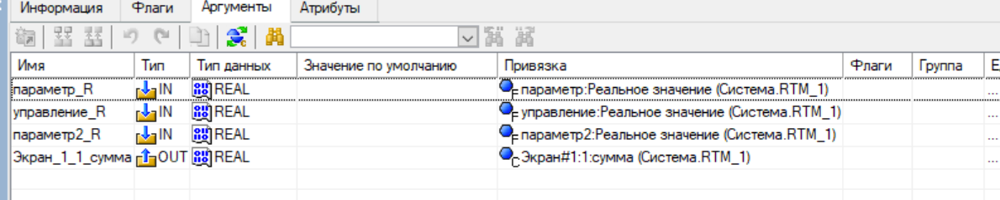 Информация Флаги Аргументы Атрибуты
Имя Тип Тип данных Значение по умолчанию Привязка Флаги Группа Е
параметр_R IN REAL параметр:Реальное значение (Система.RTM_1) ...
управление_R IN REAL управление:Реальное значение (Система.RTM_1) ...
параметр2_R IN REAL параметр2:Реальное значение (Система.RTM_1) ...
Экран_1_1_сумма OUT REAL Экран#1:1:сумма (Система.RTM_1) ...